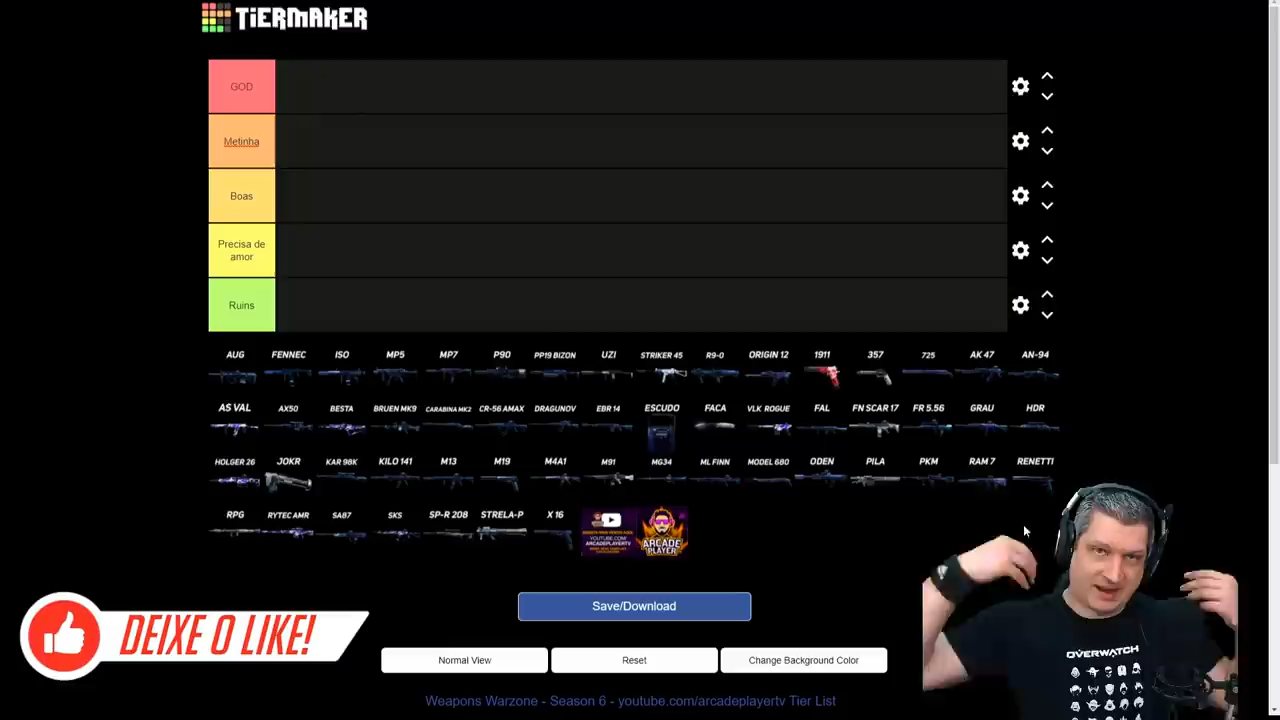 TiERMAKER
GOD
Metinha
Boas
Precisa de
amor
Ruins
AUG FENNEC ISO MP5 MP7 P90 PP19 BIZON UZI STRIKER 45 R9-0 ORIGIN 12 1911 357 725 AK 47 AN-94
AS VAL AX50 BESTA BRUEN MK9 CARABINA MK2 CR-56 AMAX DRAGUNOV EBR 14 ESCUDO FACA VLK ROGUE FAL FN SCAR 17 FR 5.56 GRAU HDR
HOLGER 26 JOKR KAR 98K KILO 141 M13 M19 M4A1 M91 MG34 ML FINN MODEL 680 ODEN PILA PKM RAM 7 RENETTI
RPG RYTEC AMR SA87 SKS SP-R 208 STRELA-P X 16
YOUTUBE.COM/
ARCADEPLAYERTV
ARCADE
PLAYER
Save/Download
DEIXE O LIKE!
Normal View Reset Change Background Color
OVERWATCH
Weapons Warzone - Season 6 - youtube.com/arcadeplayertv Tier List